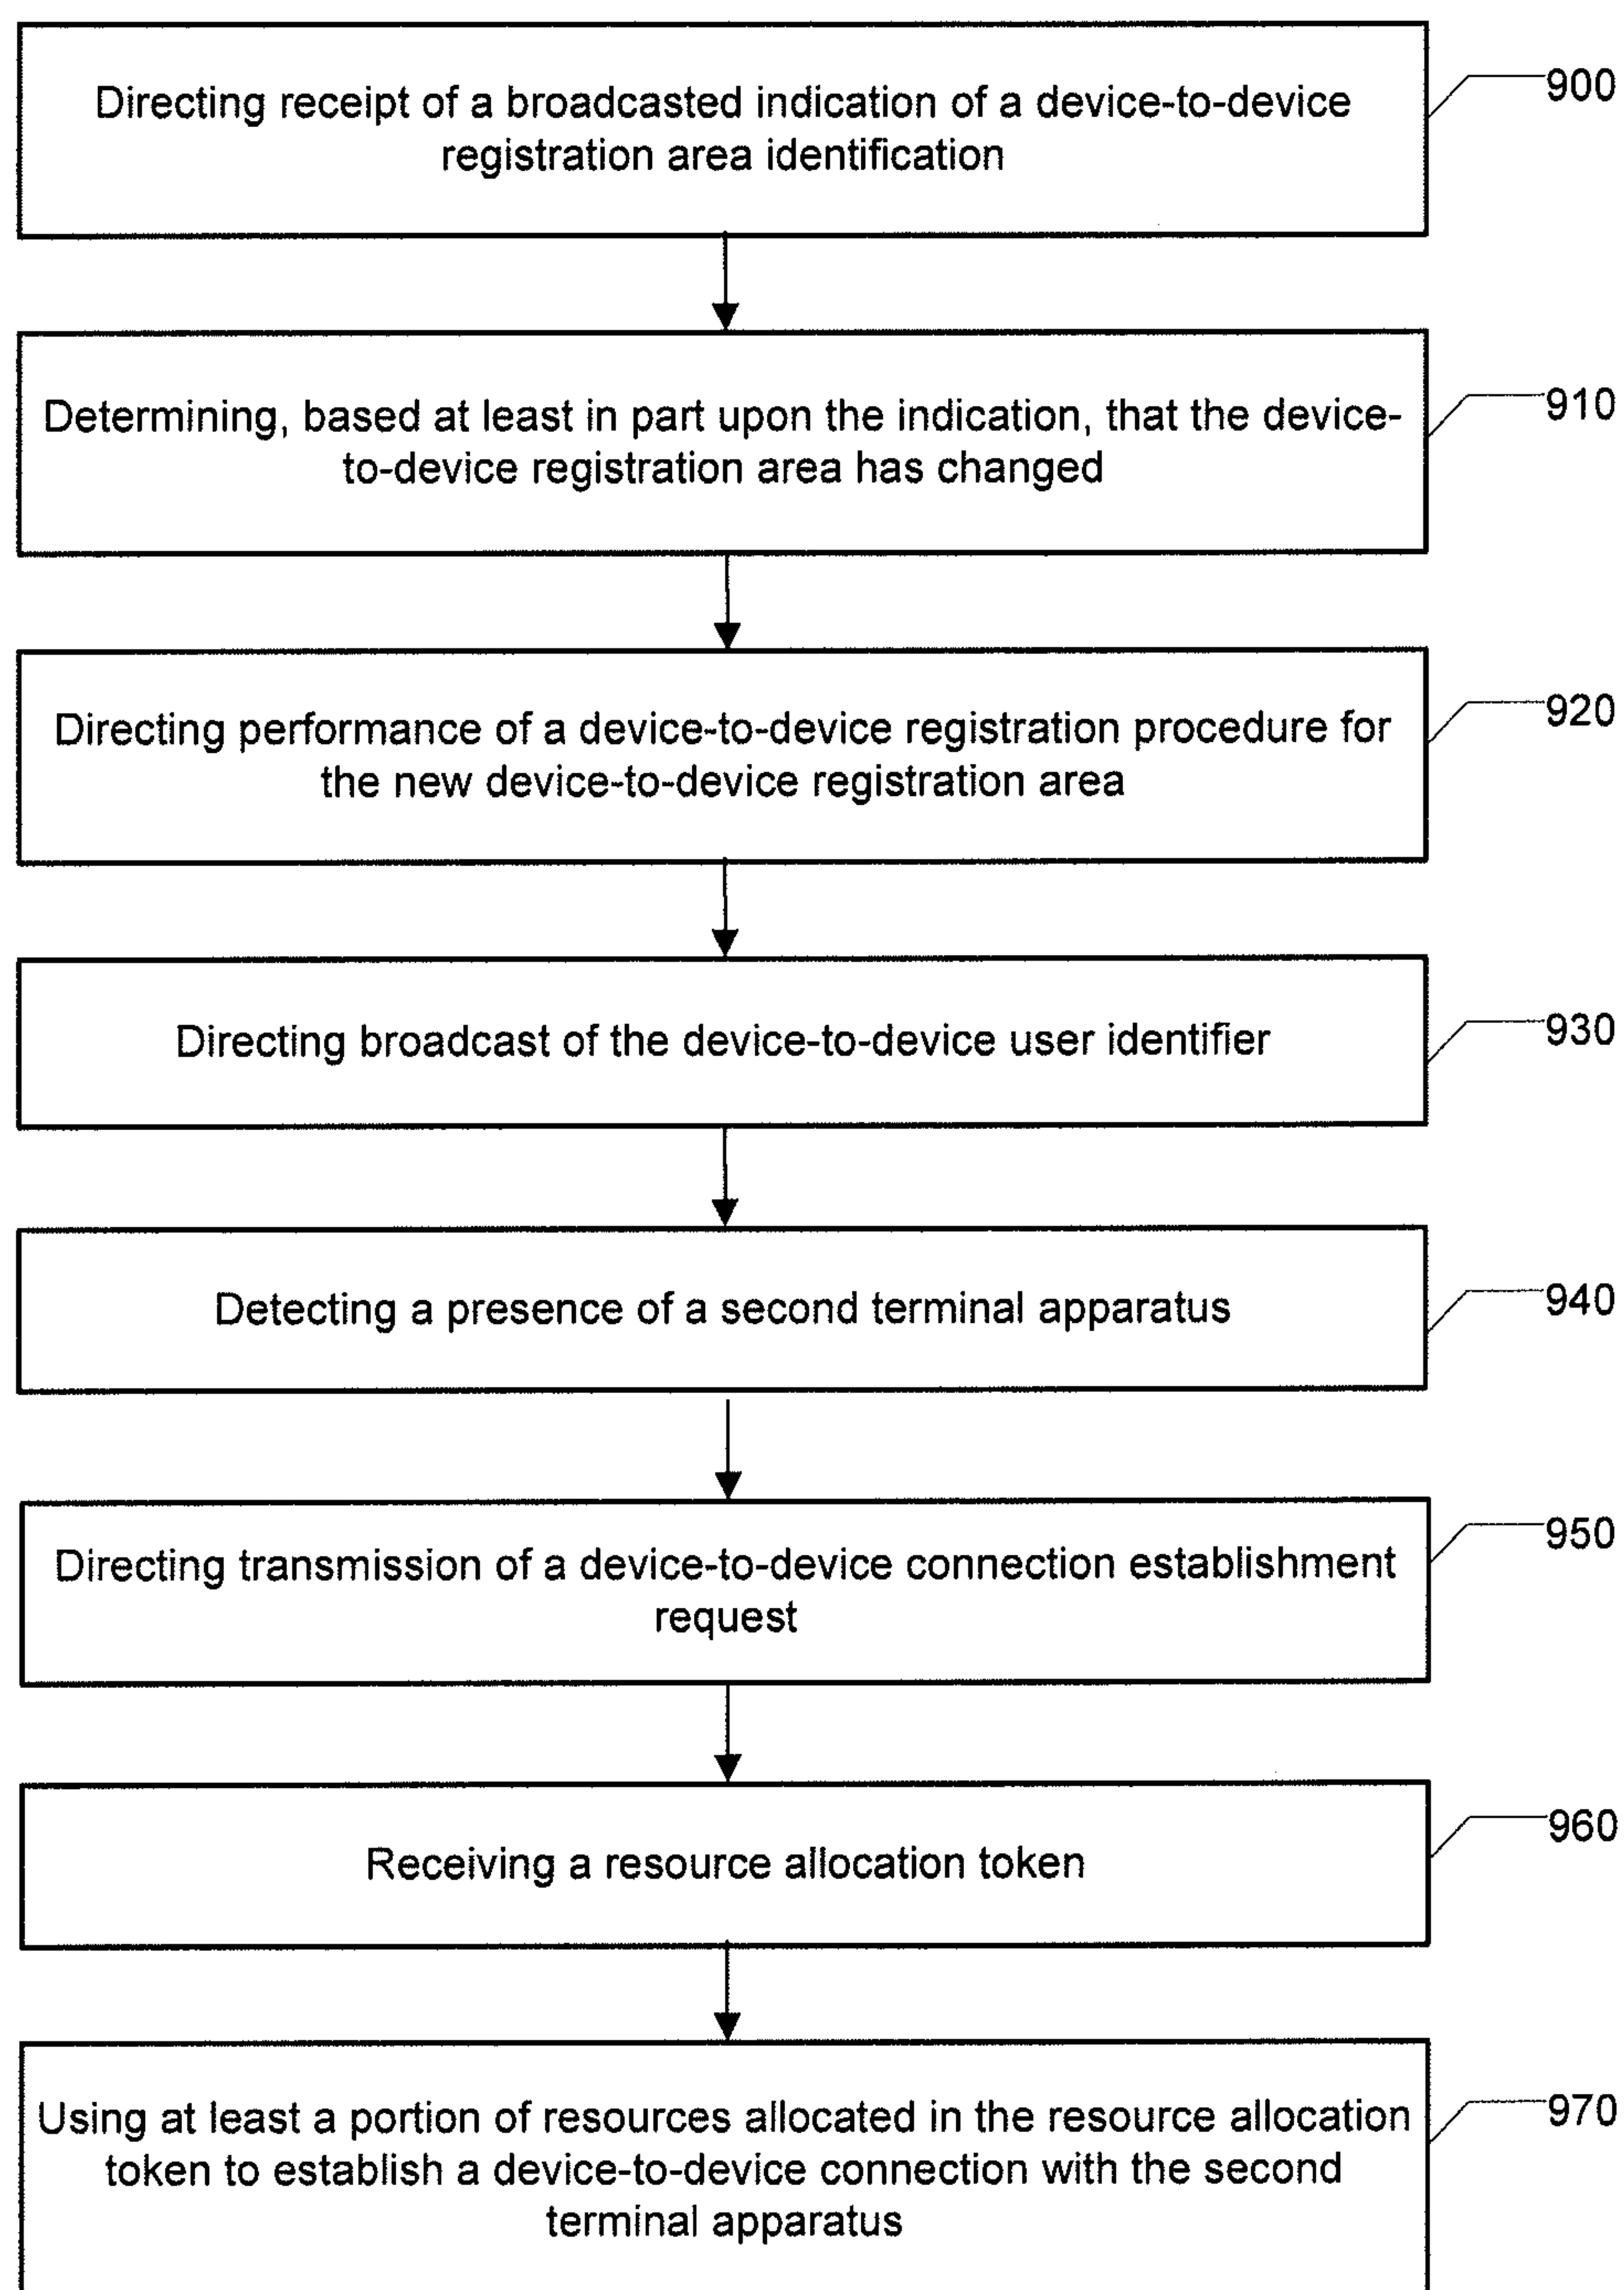 Directing receipt of a broadcasted indication of a device-to-device
registration area identification
900
Determining, based at least in part upon the indication, that the device-
to-device registration area has changed
910
Directing performance of a device-to-device registration procedure for
the new device-to-device registration area
920
Directing broadcast of the device-to-device user identifier
930
Detecting a presence of a second terminal apparatus
940
Directing transmission of a device-to-device connection establishment
request
950
Receiving a resource allocation token
960
Using at least a portion of resources allocated in the resource allocation
token to establish a device-to-device connection with the second
terminal apparatus
970